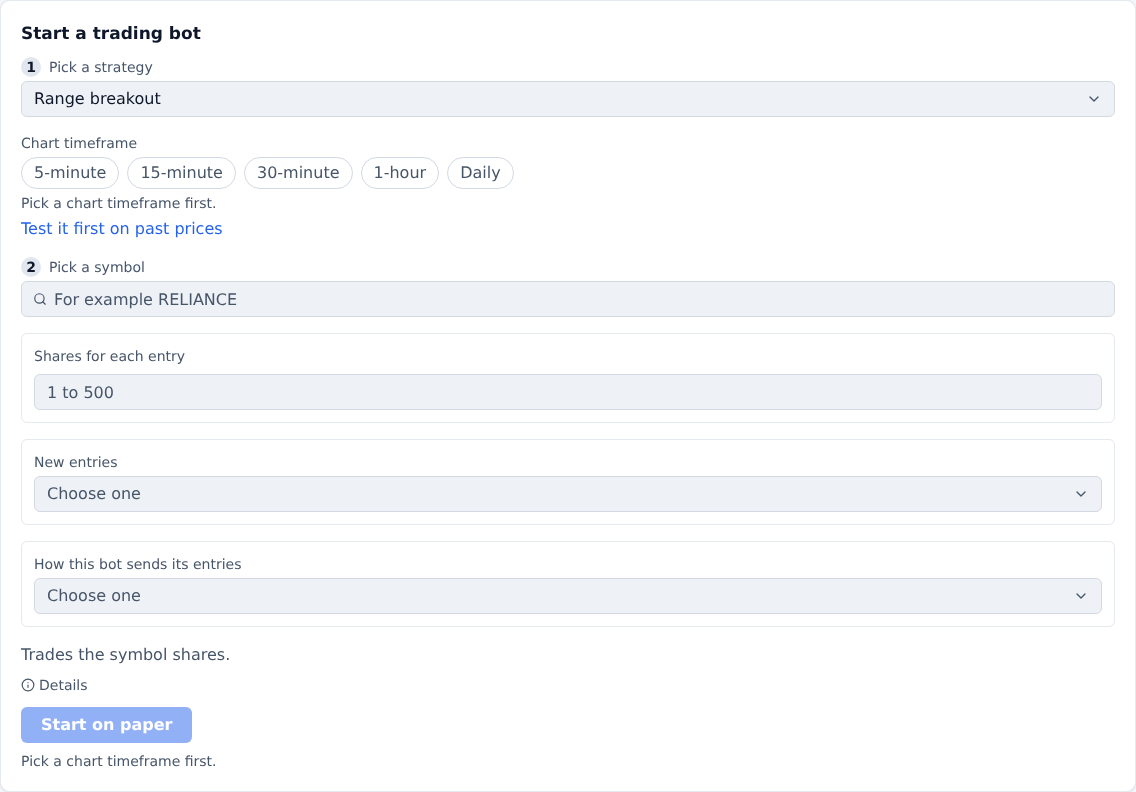 Start a trading bot
1 Pick a strategy
Range breakout
Chart timeframe
5-minute 15-minute 30-minute 1-hour Daily
Pick a chart timeframe first.
Test it first on past prices
2 Pick a symbol
For example RELIANCE
Shares for each entry
1 to 500
New entries
Choose one
How this bot sends its entries
Choose one
Trades the symbol shares.
Details
Start on paper
Pick a chart timeframe first.